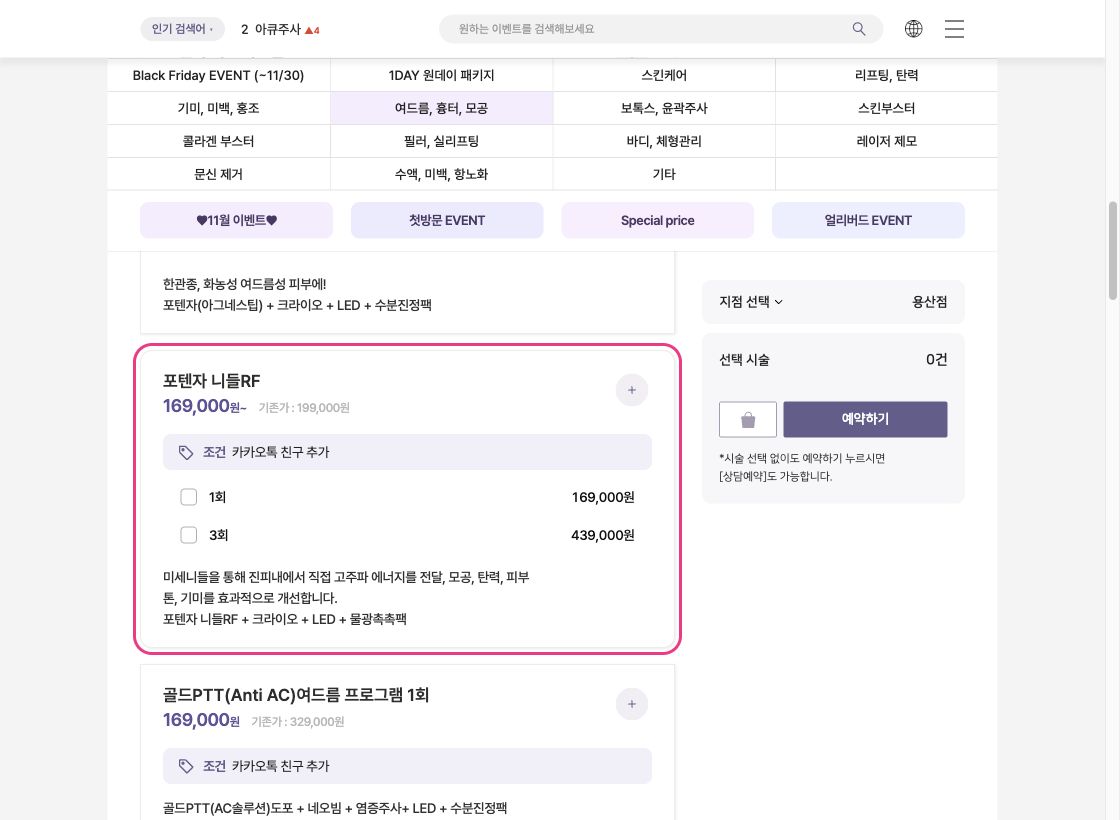 인기 검색어 ·
2 아큐주사 ▲4
원하는 이벤트를 검색해보세요
Black Friday EVENT (~11/30)
1DAY 원데이 패키지
스킨케어
리프팅, 탄력
기미, 미백, 홍조
여드름, 흉터, 모공
보톡스, 윤곽주사
스킨부스터
콜라겐 부스터
필러, 실리프팅
바디, 체형관리
레이저 제모
문신 제거
수액, 미백, 항노화
기타
♥11월 이벤트♥
첫방문 EVENT
Special price
얼리버드 EVENT
한관종, 화농성 여드름성 피부에!
포텐자(아그네스팁) + 크라이오 + LED + 수분진정팩
포텐자 니들RF
169,000원~ 기존가 : 199,000원
조건 카카오톡 친구 추가
1회 169,000원
3회 439,000원
미세니들을 통해 진피내에서 직접 고주파 에너지를 전달, 모공, 탄력, 피부
톤, 기미를 효과적으로 개선합니다.
포텐자 니들RF + 크라이오 + LED + 물광촉촉팩
골드PTT(Anti AC)여드름 프로그램 1회
169,000원 기존가 : 329,000원
조건 카카오톡 친구 추가
골드PTT(AC솔루션)도포 + 네오빔 + 염증주사+ LED + 수분진정팩
지점 선택 용산점
선택 시술 0건
예약하기
*시술 선택 없이도 예약하기 누르시면
[상담예약]도 가능합니다.